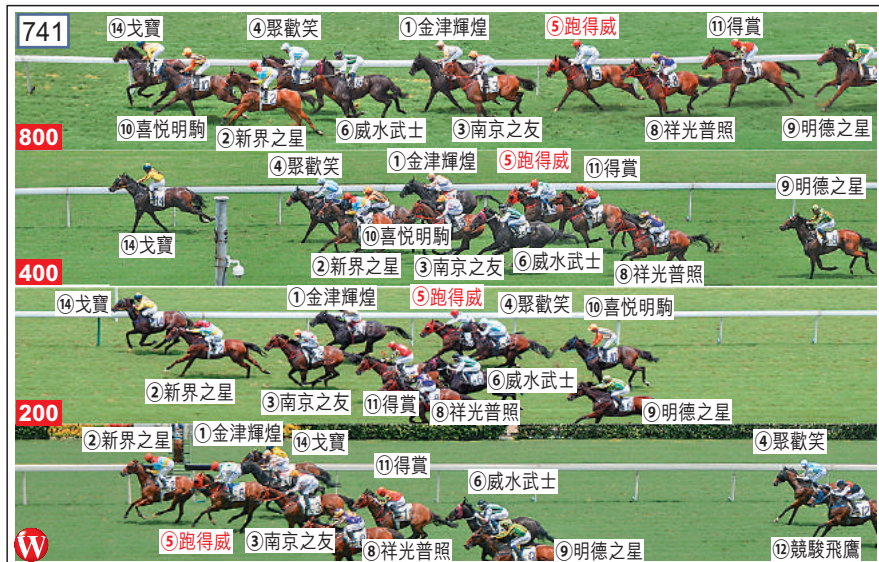 741
⑭戈寶 ④聚歡笑 ①金津輝煌 ⑤跑得威 ⑪得賞
⑩喜悦明駒 ②新界之星 ⑥威水武士 ③南京之友 ⑧祥光普照 ⑨明德之星
800
④聚歡笑 ①金津輝煌 ⑤跑得威 ⑪得賞 ⑨明德之星
⑭戈寶 ⑩喜悦明駒 ②新界之星 ③南京之友 ⑥威水武士 ⑧祥光普照
400
⑭戈寶 ①金津輝煌 ⑤跑得威 ④聚歡笑 ⑩喜悦明駒
②新界之星 ③南京之友 ⑪得賞 ⑧祥光普照 ⑥威水武士 ⑨明德之星
200
②新界之星 ①金津輝煌 ⑭戈寶 ⑪得賞 ⑥威水武士 ④聚歡笑
⑤跑得威 ③南京之友 ⑧祥光普照 ⑨明德之星 ⑫競駿飛鷹
W